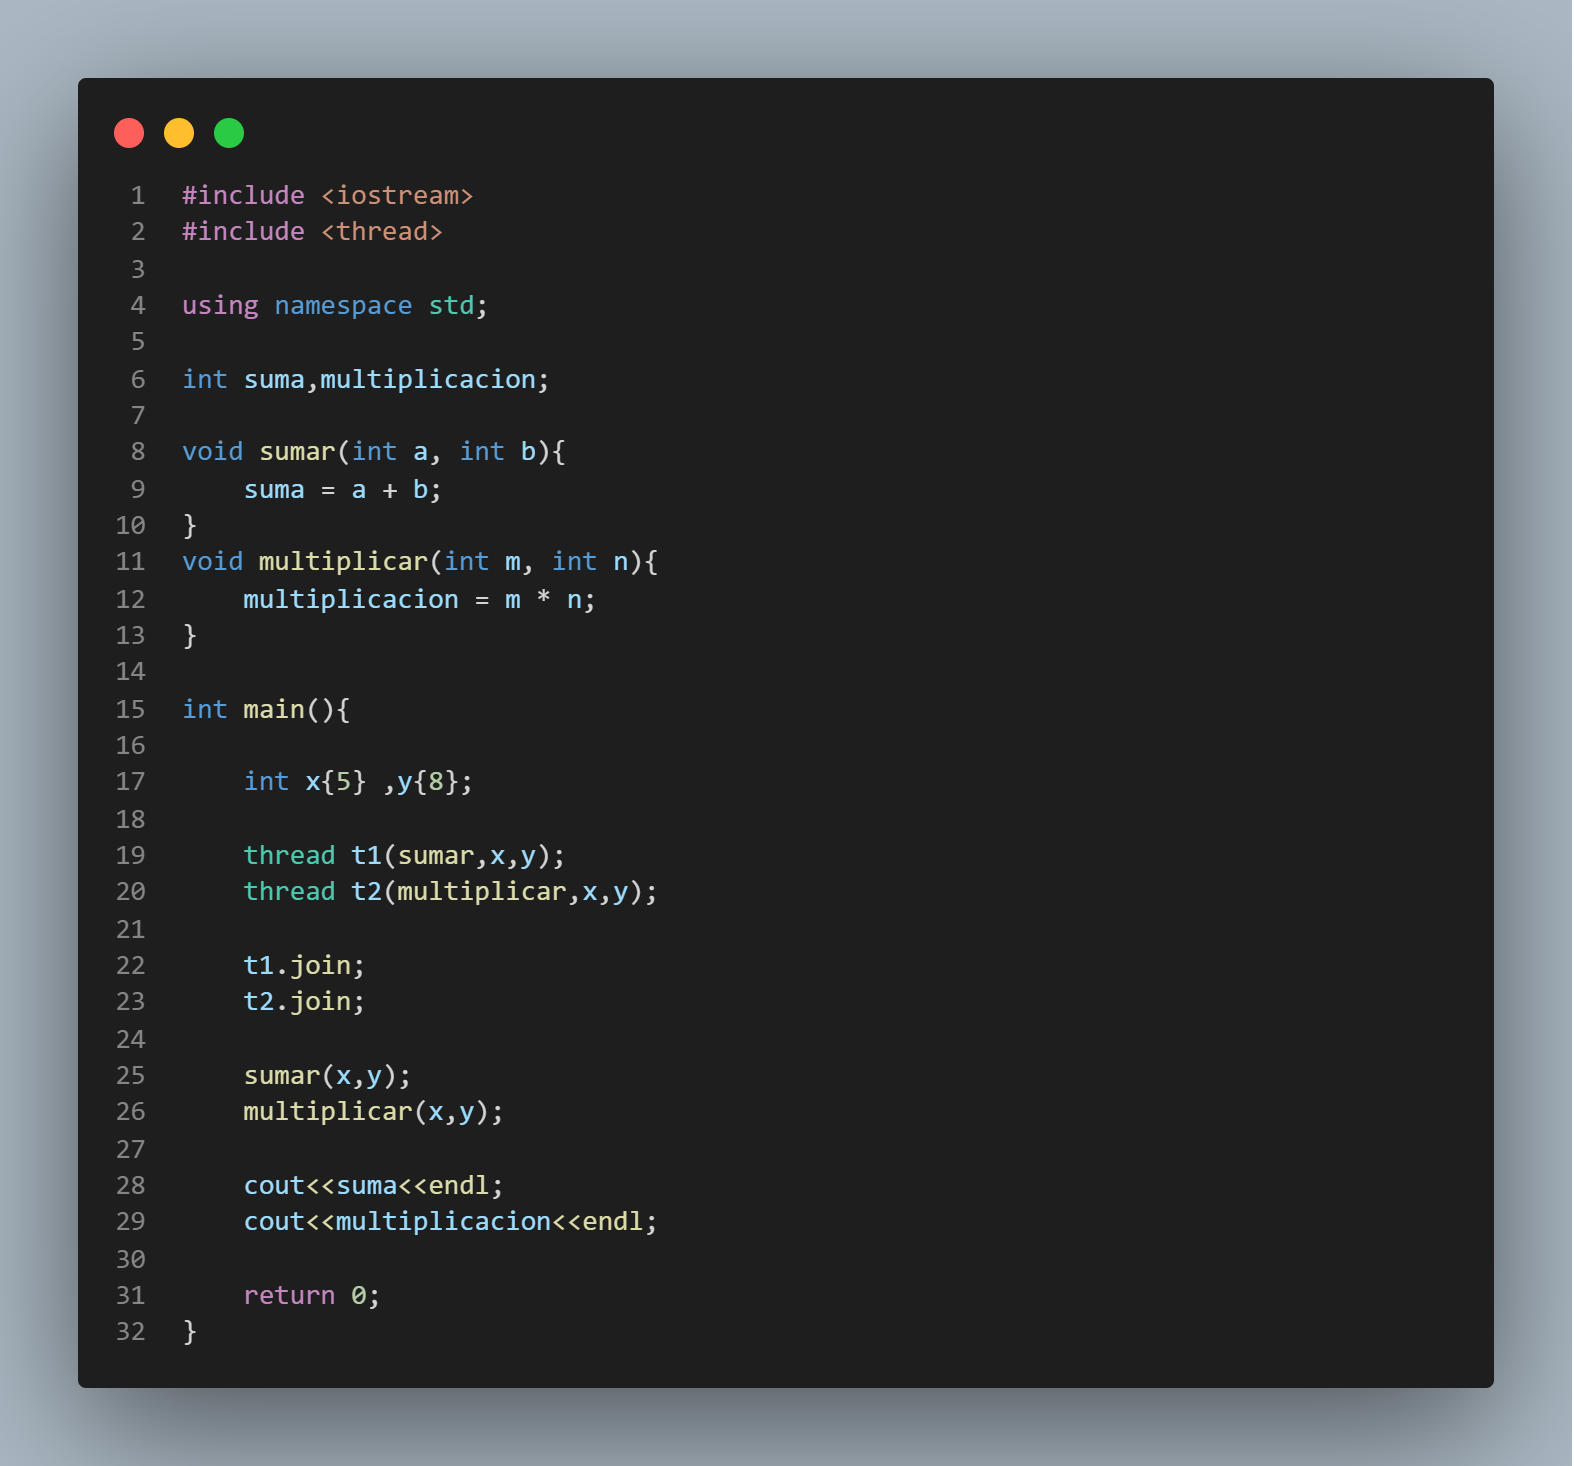 1 #include <iostream>
2 #include <thread>
3
4 using namespace std;
5
6 int suma,multiplicacion;
7
8 void sumar(int a, int b){
9     suma = a + b;
10 }
11 void multiplicar(int m, int n){
12     multiplicacion = m * n;
13 }
14
15 int main(){
16
17     int x{5} ,y{8};
18
19     thread t1(sumar,x,y);
20     thread t2(multiplicar,x,y);
21
22     t1.join;
23     t2.join;
24
25     sumar(x,y);
26     multiplicar(x,y);
27
28     cout<<suma<<endl;
29     cout<<multiplicacion<<endl;
30
31     return 0;
32 }